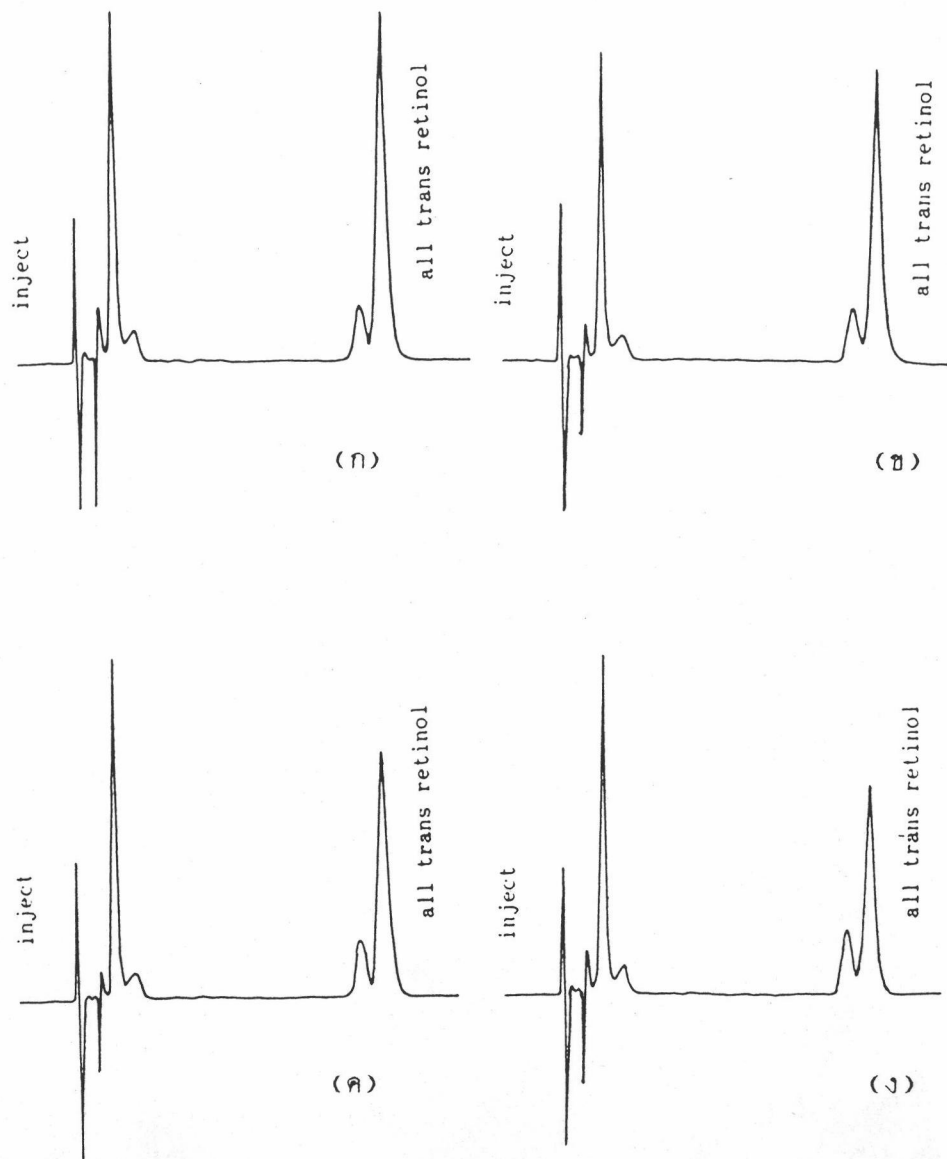 inject
all trans retinol
(ก)
inject
all trans retinol
(ข)
inject
all trans retinol
(ค)
inject
all trans retinol
(ง)